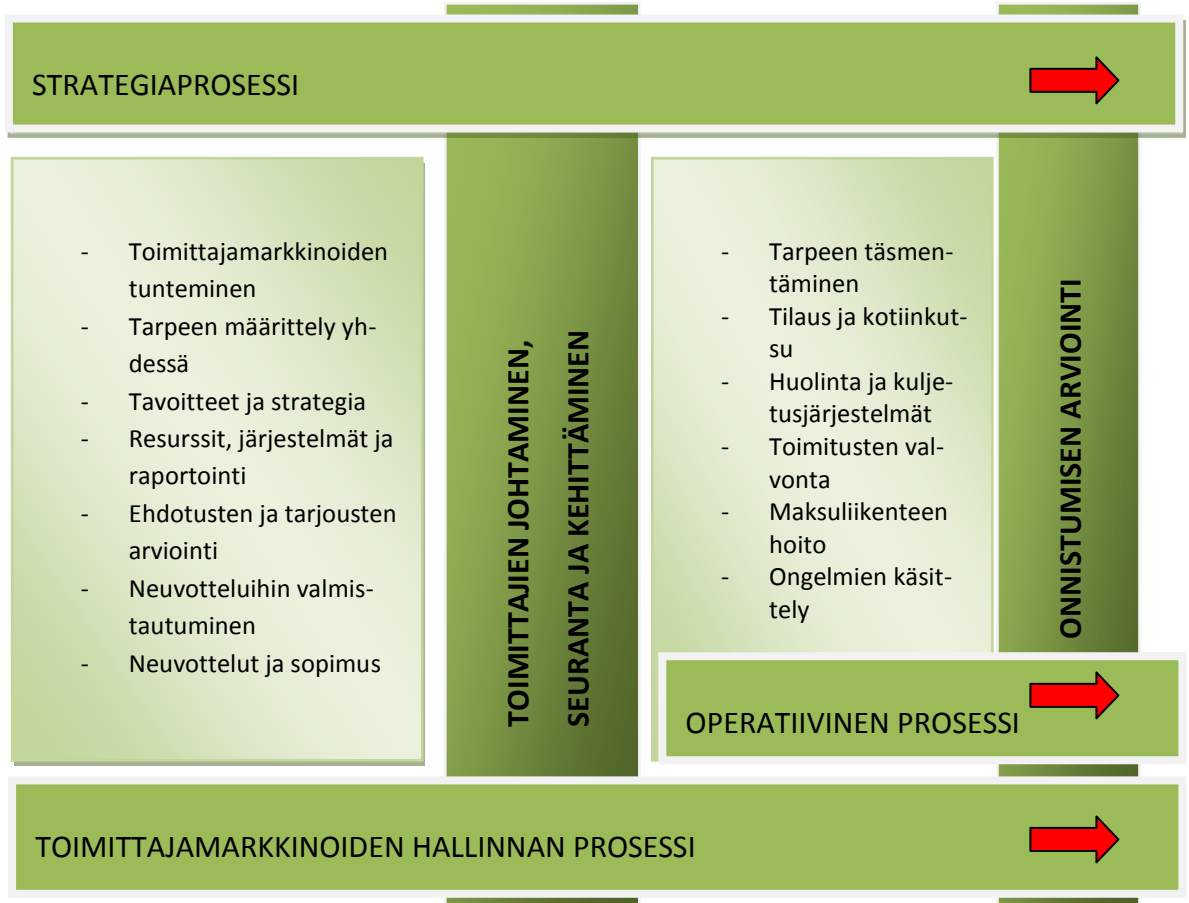 STRATEGIAPROSESSI
- Toimittajamarkkinoiden
tunteminen
- Tarpeen määrittely yh-
dessä
- Tavoitteet ja strategia
- Resurssit, järjestelmät ja
raportointi
- Ehdotusten ja tarjousten
arviointi
- Neuvotteluihin valmis-
tautuminen
- Neuvottelut ja sopimus
TOIMITTAJIEN JOHTAMINEN,
SEURANTA JA KEHITTÄMINEN
- Tarpeen täsmen-
täminen
- Tilaus ja kotiinkut-
su
- Huolinta ja kulje-
tusjärjestelmät
- Toimitusten val-
vonta
- Maksuliikenteen
hoito
- Ongelmien käsit-
tely
ONNISTUMISEN ARVIOINTI
OPERATIIVINEN PROSESSI
TOIMITTAJAMARKKINOIDEN HALLINNAN PROSESSI